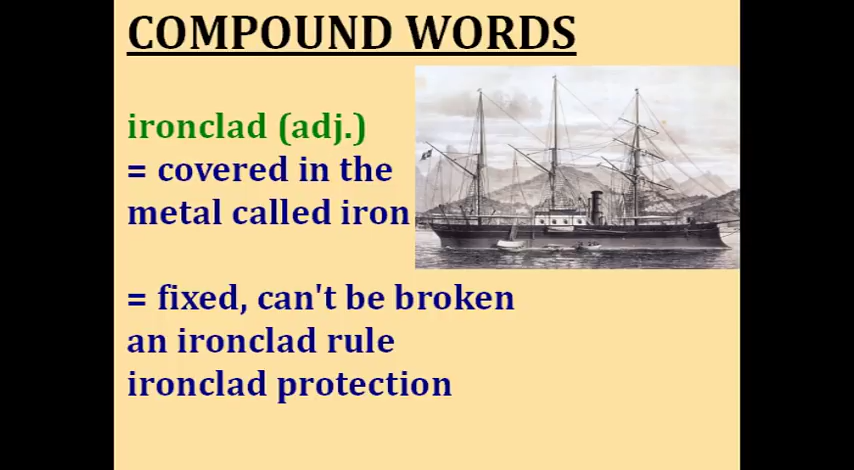 COMPOUND WORDS
ironclad (adj.)
= covered in the
metal called iron
= fixed, can't be broken
an ironclad rule
ironclad protection